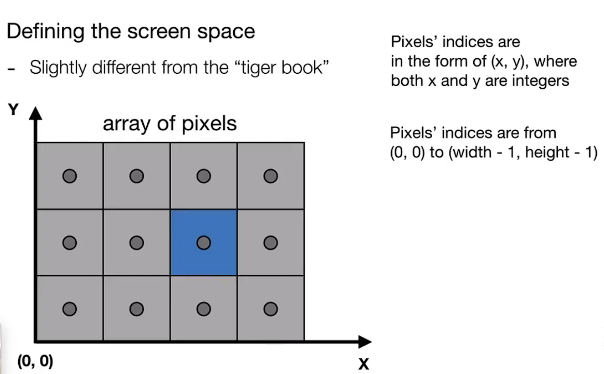 Defining the screen space
- Slightly different from the “tiger book”
Pixels’ indices are
in the form of (x, y), where
both x and y are integers
Pixels’ indices are from
(0, 0) to (width - 1, height - 1)
Y
array of pixels
(0, 0)
X